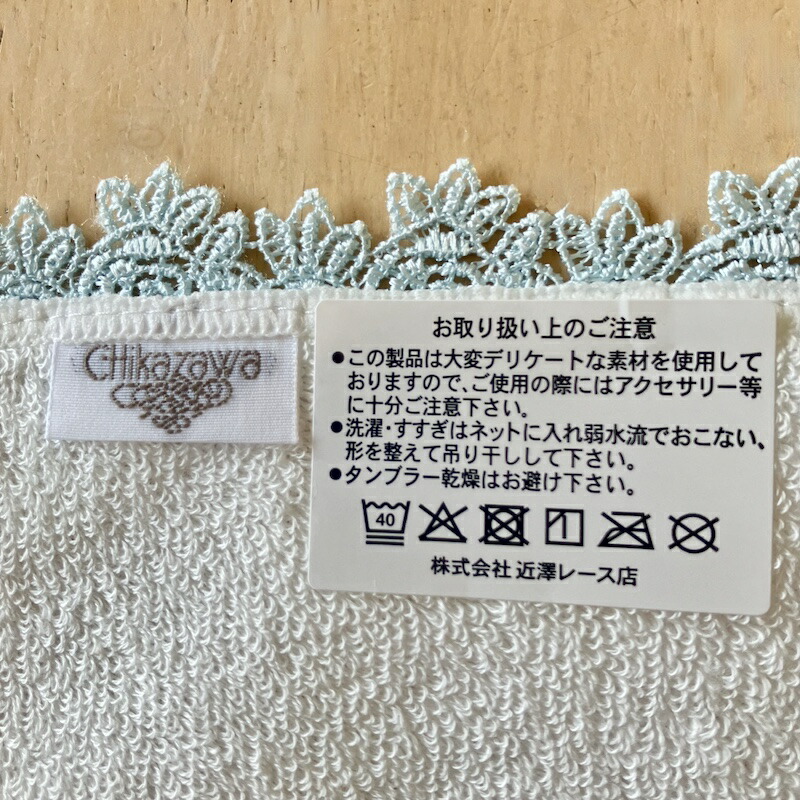 CHikazawa
お取り扱い上のご注意
●この製品は大変デリケートな素材を使用して
おりますので、ご使用の際にはアクセサリー等
に十分ご注意下さい。
●洗濯・すすぎはネットに入れ弱水流でおこない、
形を整えて吊り干しして下さい。
●タンブラー乾燥はお避け下さい。
40
株式会社 近澤レース店